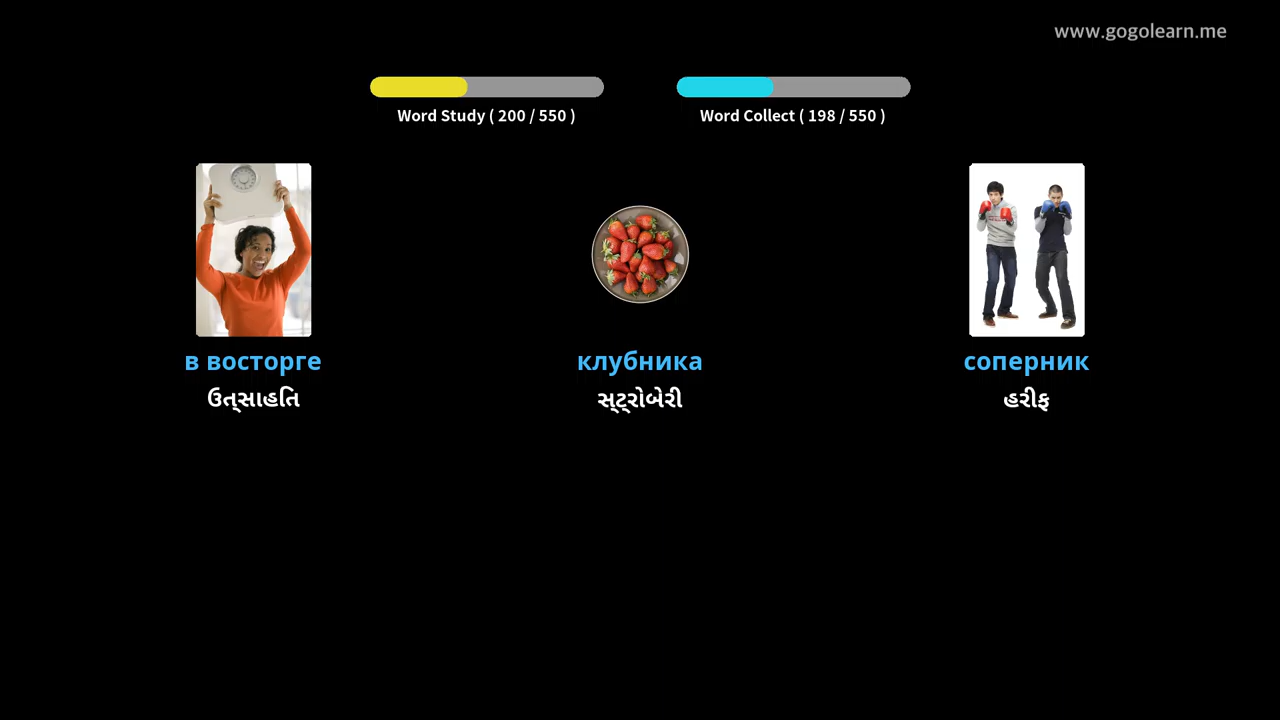 www.gogolearn.me
Word Study ( 200 / 550 )
Word Collect ( 198 / 550 )
в восторге
клубника
соперник
ઉત્સાહિત
સ્ટ્રોબેરી
હરીફ